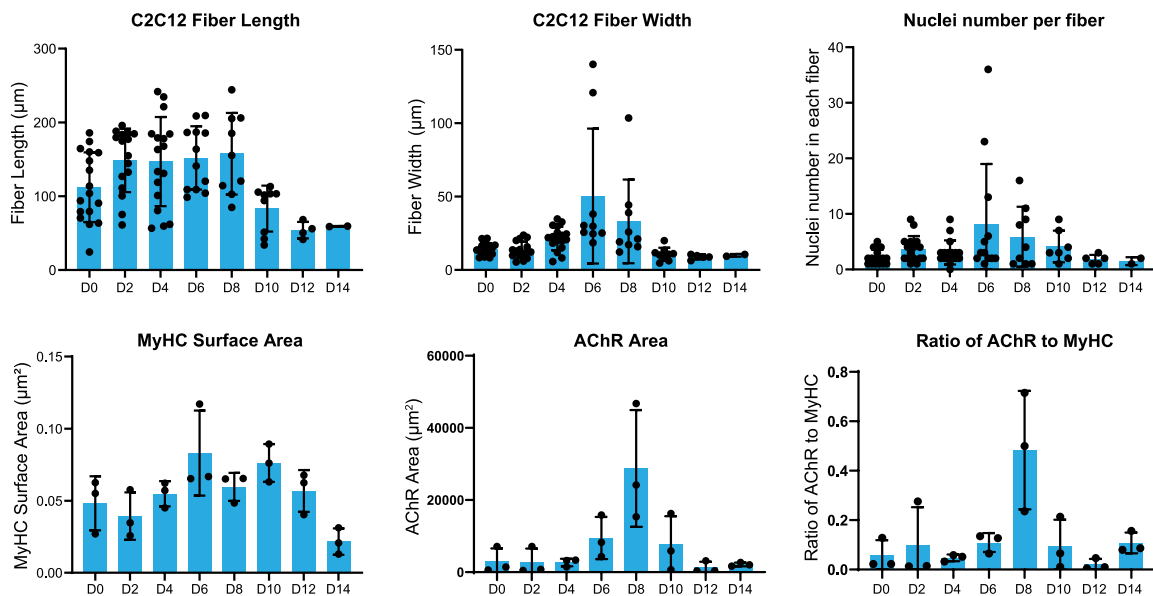 C2C12 Fiber Length
Fiber Length (μm)
300
200
100
0
D0 D2 D4 D6 D8 D10 D12 D14
C2C12 Fiber Width
Fiber Width (μm)
150
100
50
0
D0 D2 D4 D6 D8 D10 D12 D14
Nuclei number per fiber
Nuclei number in each fiber
40
30
20
10
0
D0 D2 D4 D6 D8 D10 D12 D14
MyHC Surface Area
MyHC Surface Area (μm²)
0.15
0.10
0.05
0.00
D0 D2 D4 D6 D8 D10 D12 D14
AChR Area
AChR Area (μm²)
60000
40000
20000
0
D0 D2 D4 D6 D8 D10 D12 D14
Ratio of AChR to MyHC
Ratio of AChR to MyHC
0.8
0.6
0.4
0.2
0.0
D0 D2 D4 D6 D8 D10 D12 D14